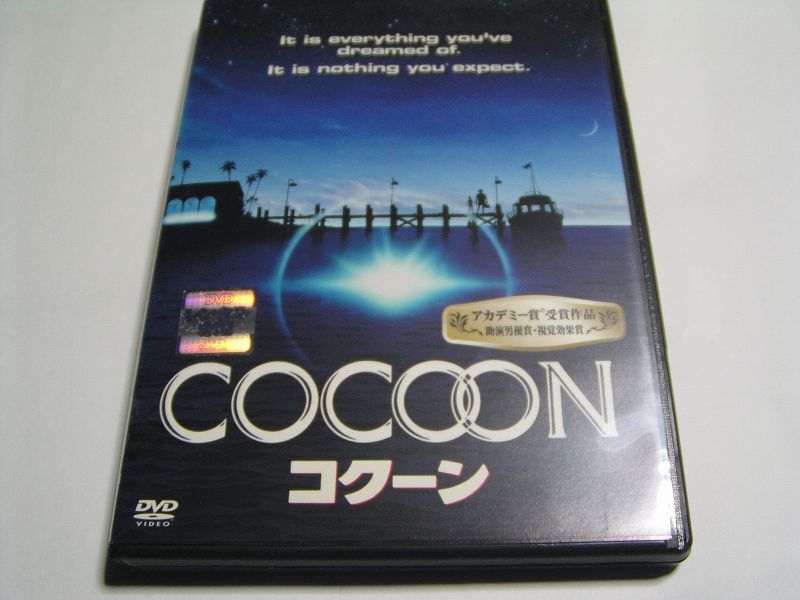 It is everything you've
dreamed of.
It is nothing you expect.
DVD
DVD
アカデミー賞®受賞作品
助演男優賞・視覚効果賞
COCOON
コクーン
DVD
VIDEO